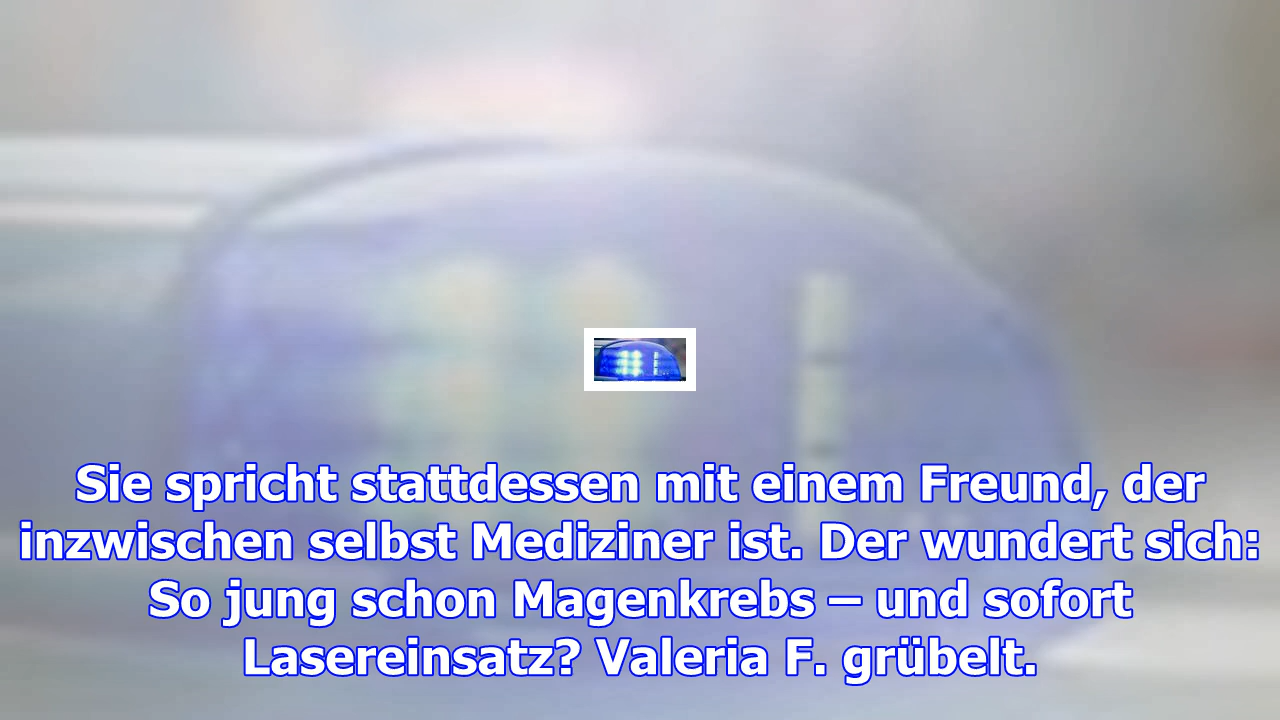 Sie spricht stattdessen mit einem Freund, der
inzwischen selbst Mediziner ist. Der wundert sich:
So jung schon Magenkrebs – und sofort
Lasereinsatz? Valeria F. grübelt.